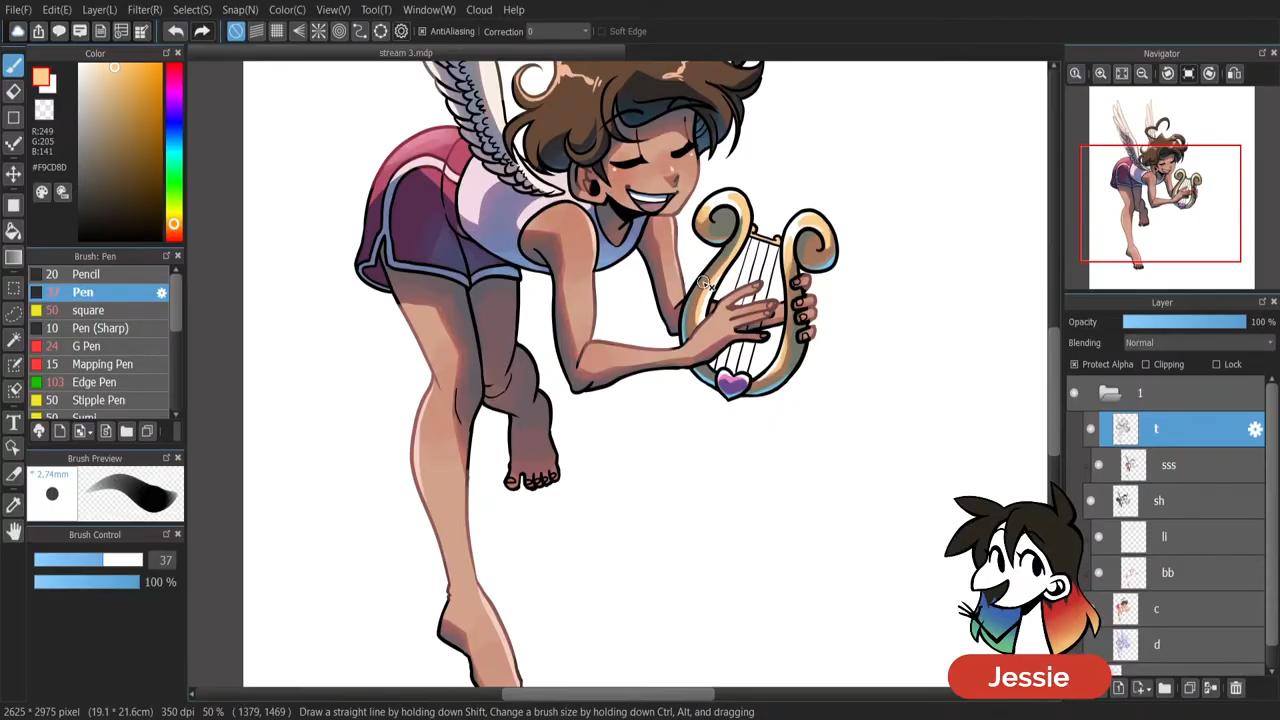 File(F) Edit(E) Layer(L) Filter(R) Select(S) Snap(N) Color(C) View(V) Tool(T) Window(W) Cloud Help
AntiAliasing Correction 0 Soft Edge
stream 3.mdp
Color
R:249
G:205
B:141
#F9CD8D
Brush: Pen
20 Pencil
37 Pen
50 square
10 Pen (Sharp)
24 G Pen
15 Mapping Pen
103 Edge Pen
50 Stipple Pen
50 Sumi
Brush Preview
* 2.74mm
Brush Control
37
100 %
Navigator
Layer
Opacity 100 %
Blending Normal
Protect Alpha Clipping Lock
1
t
sss
sh
li
bb
c
d
Jessie
2625 * 2975 pixel (19.1 * 21.6cm) 350 dpi 50 % ( 1379, 1469 ) Draw a straight line by holding down Shift, Change a brush size by holding down Ctrl, Alt, and dragging